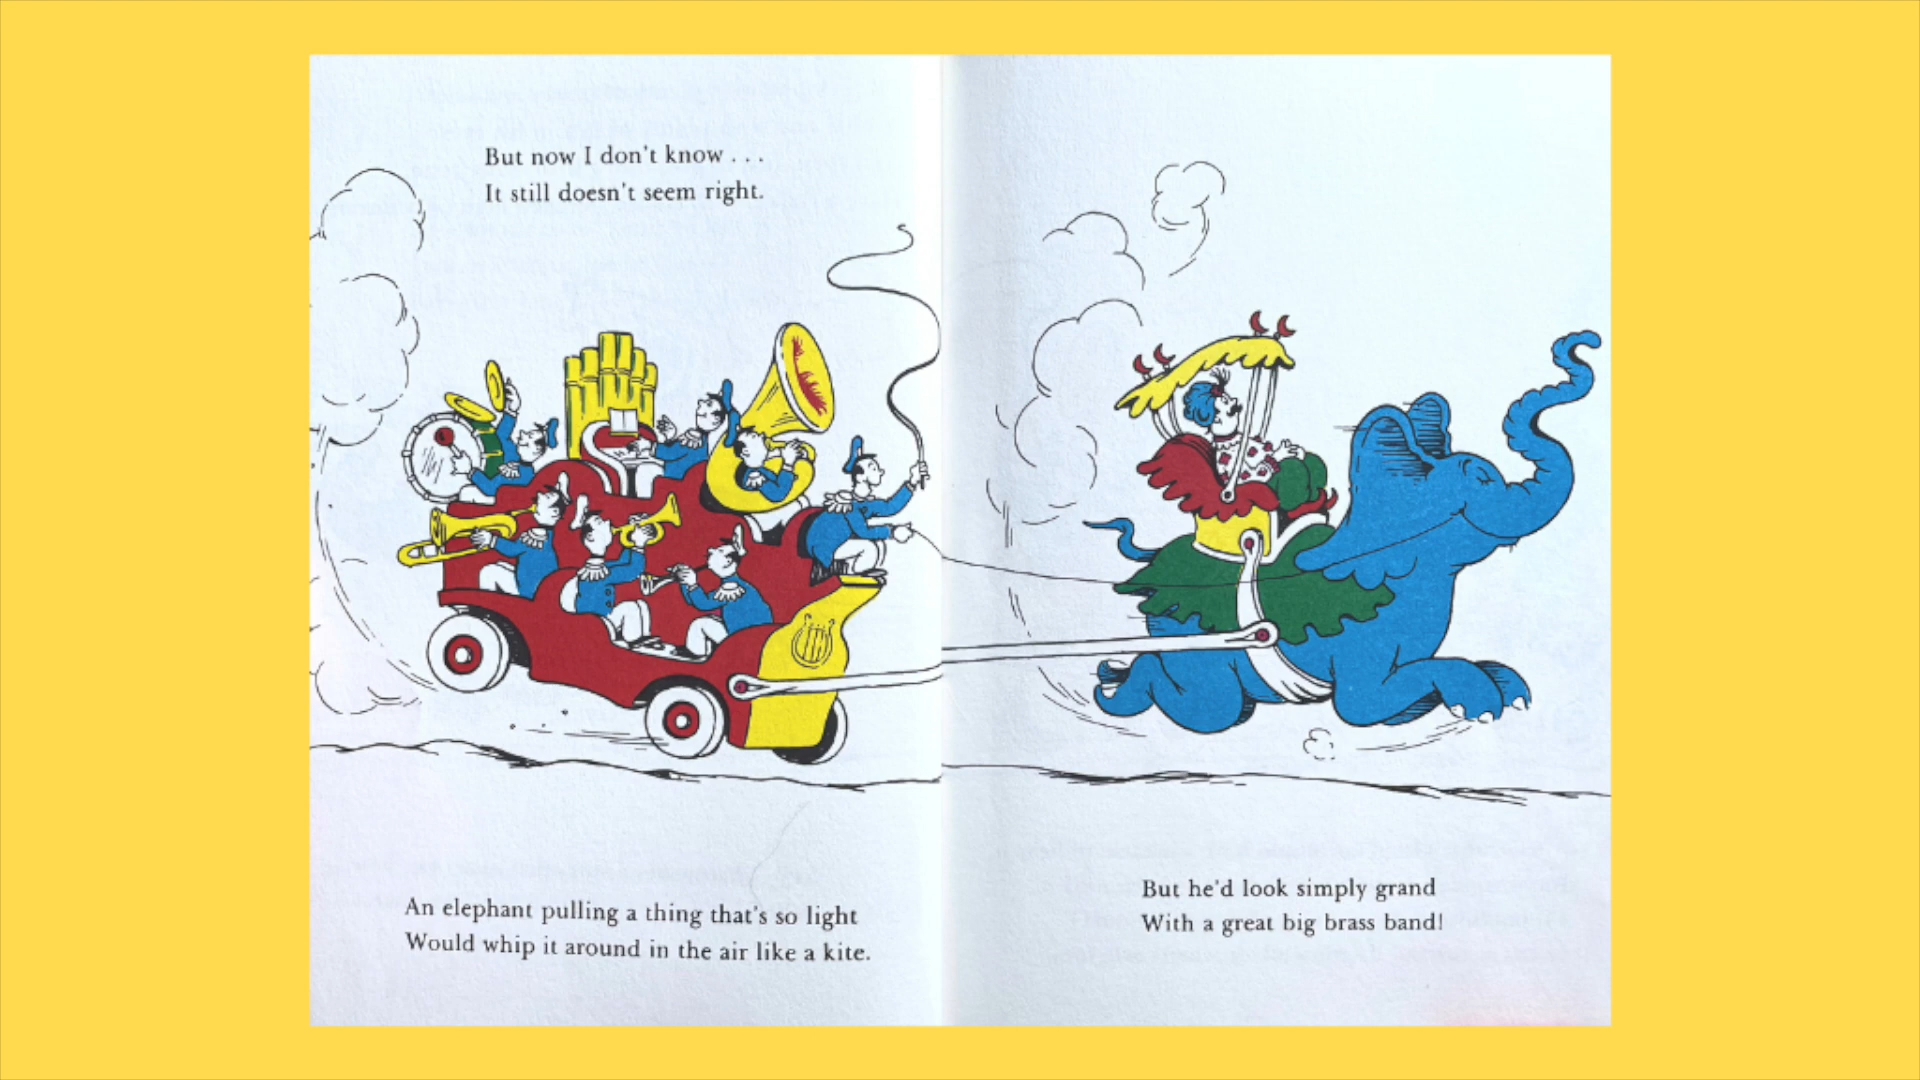 But now I don't know . . .
It still doesn't seem right.
An elephant pulling a thing that's so light
Would whip it around in the air like a kite.
But he'd look simply grand
With a great big brass band!